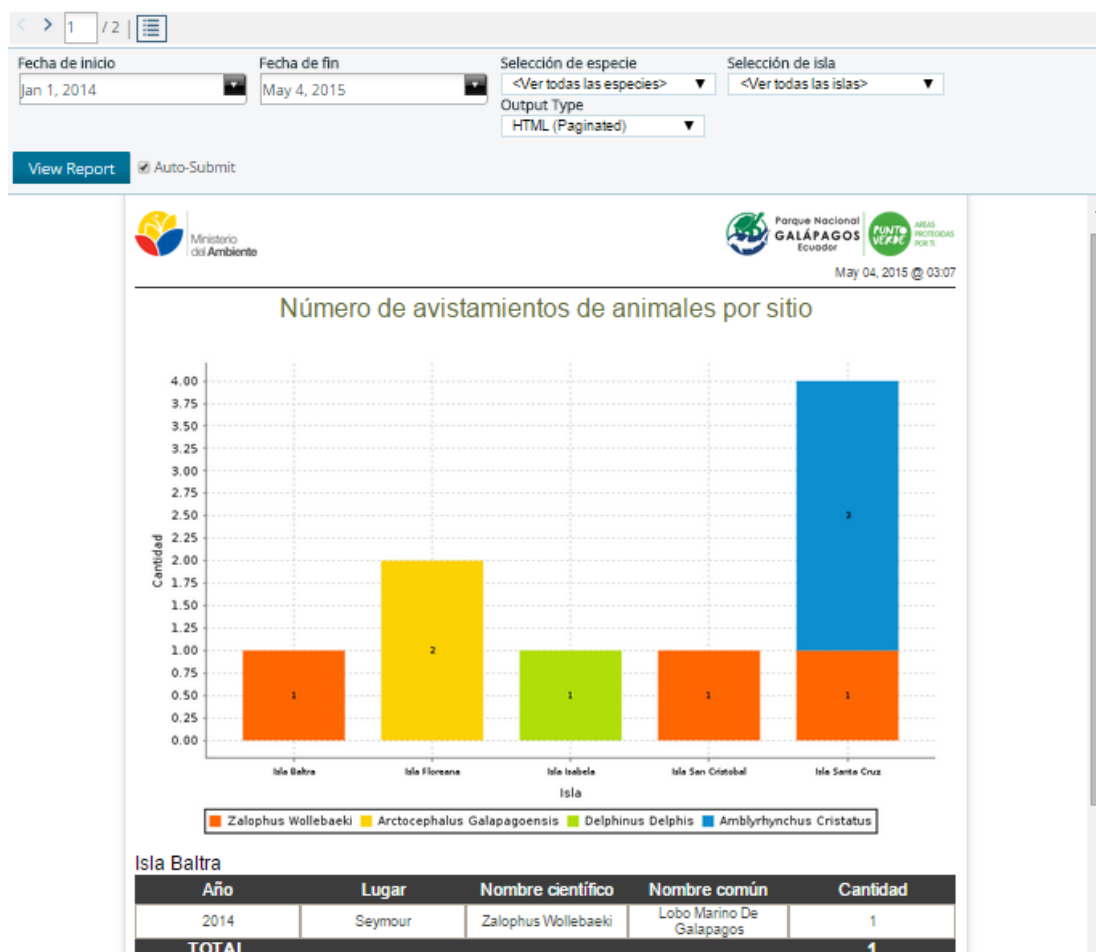 1 / 2 |
Fecha de inicio Fecha de fin Selección de especie Selección de isla
Jan 1, 2014 May 4, 2015 <Ver todas las especies> <Ver todas las islas>
Output Type
HTML (Paginated)
View Report Auto-Submit
Ministerio
del Ambiente
Parque Nacional
GALÁPAGOS
Ecuador
PUNTO
VERDE
AREAS
PROTEGIDAS
POR TI.
May 04, 2015 @ 03:07
Número de avistamientos de animales por sitio
Cantidad
4.00
3.75
3.50
3.25
3.00
2.75
2.50
2.25
2.00
1.75
1.50
1.25
1.00
0.75
0.50
0.25
0.00
1 2 1 1 1 3
Isla Baltra Isla Floreana Isla Isabela Isla San Cristobal Isla Santa Cruz
Isla
Zalophus Wollebaeki Arctocephalus Galapagoensis Delphinus Delphis Amblyrhynchus Cristatus
Isla Baltra
Año Lugar Nombre científico Nombre común Cantidad
2014 Seymour Zalophus Wollebaeki Lobo Marino De Galapagos 1
TOTAL 1